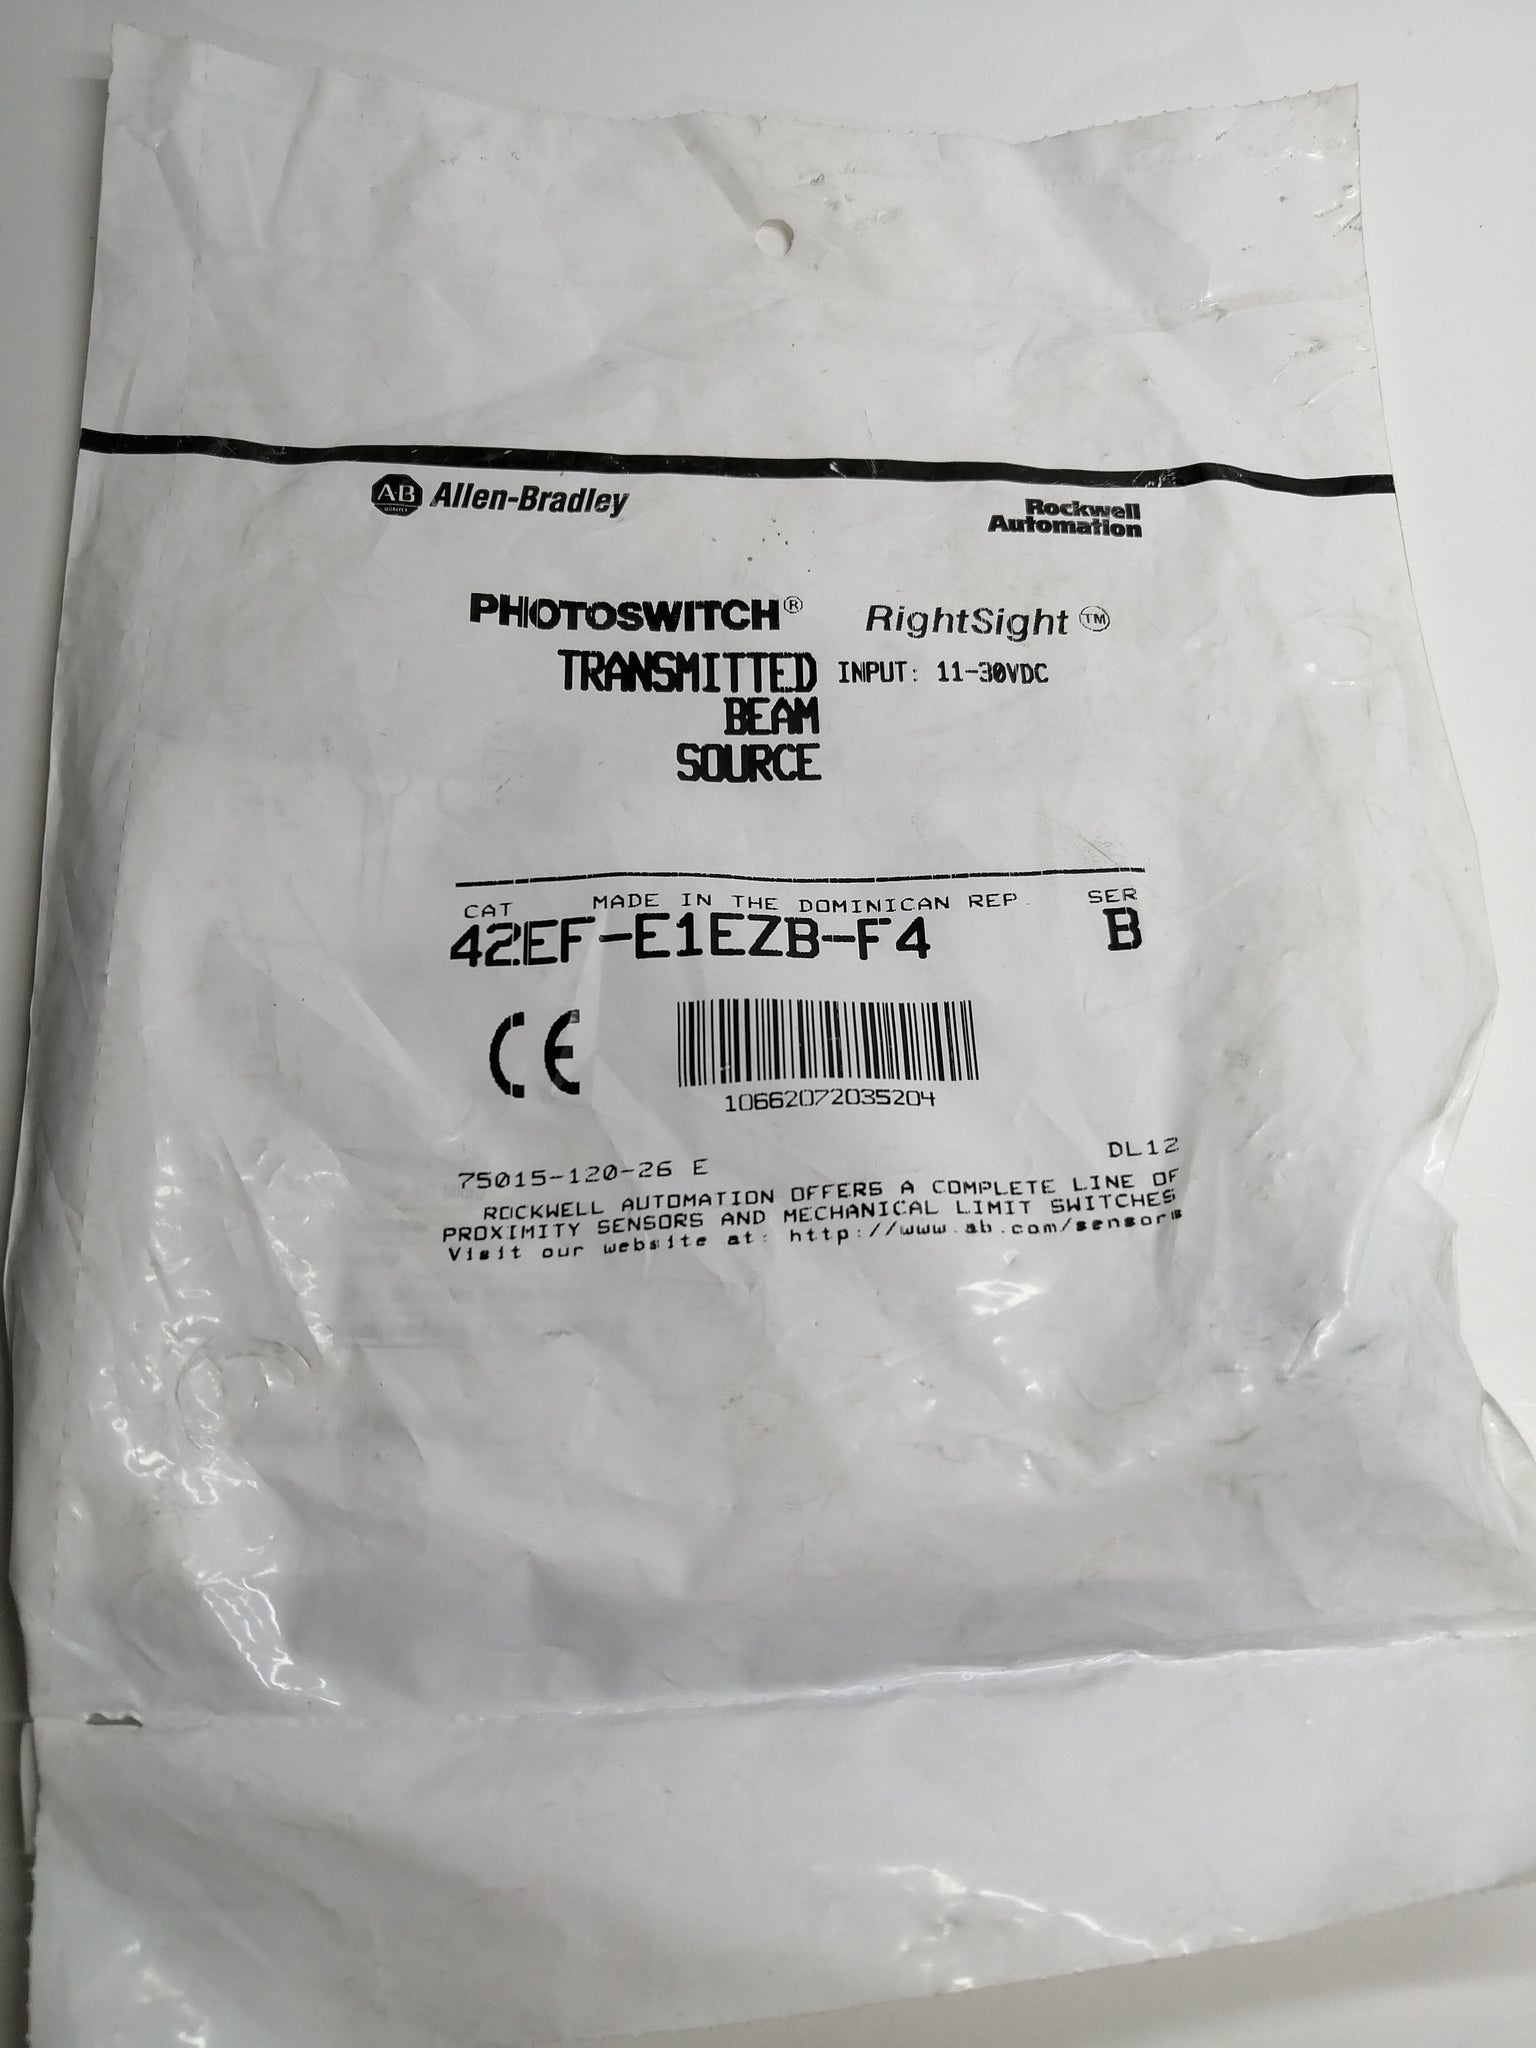 AB QUALITY Allen-Bradley
Rockwell
Automation
PHOTOSWITCH® RightSight™
TRANSMITTED INPUT: 11-30VDC
BEAM
SOURCE
CAT MADE IN THE DOMINICAN REP. SER
42EF-E1EZB-F4 B
CE
10662072035204
75015-120-26 E DL12
ROCKWELL AUTOMATION OFFERS A COMPLETE LINE OF
PROXIMITY SENSORS AND MECHANICAL LIMIT SWITCHES
Visit our website at: http://www.ab.com/sensors